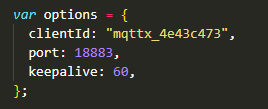 var options = {
clientId: "mqttx_4e43c473",
port: 18883,
keepalive: 60,
};